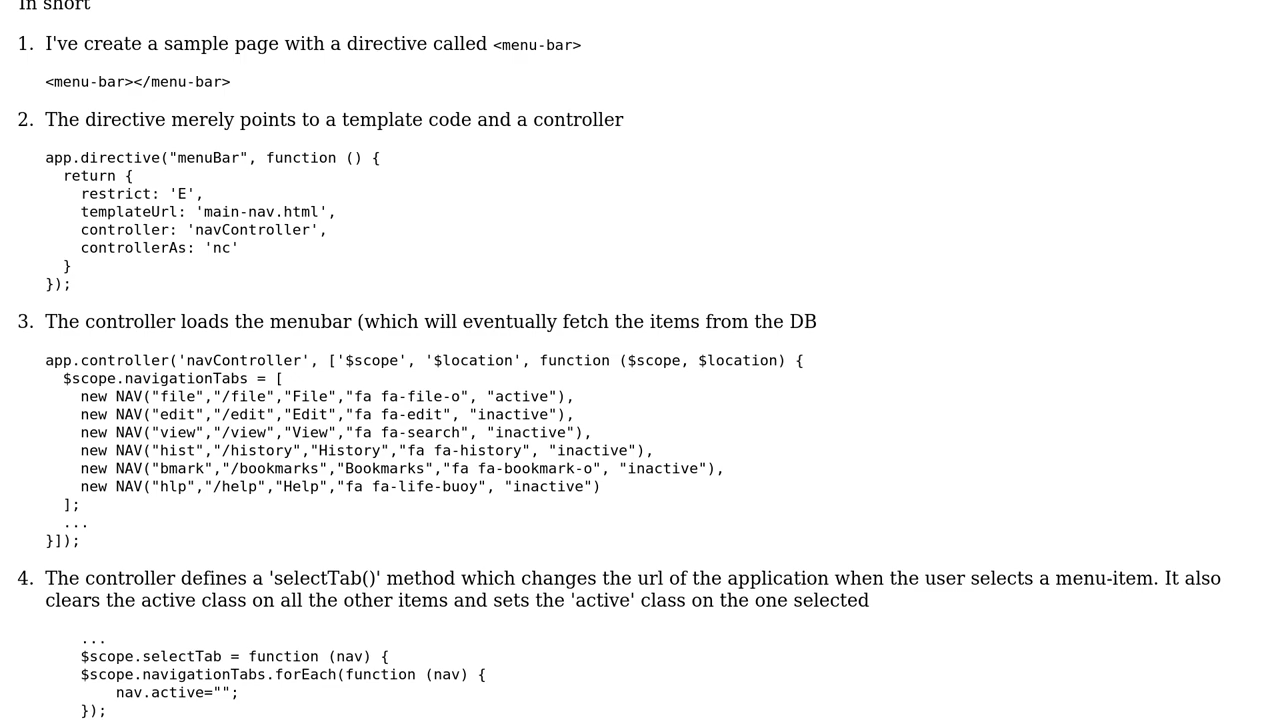 In short
1. I've create a sample page with a directive called <menu-bar>
<menu-bar></menu-bar>
2. The directive merely points to a template code and a controller
app.directive("menuBar", function () {
  return {
    restrict: 'E',
    templateUrl: 'main-nav.html',
    controller: 'navController',
    controllerAs: 'nc'
  }
});
3. The controller loads the menubar (which will eventually fetch the items from the DB
app.controller('navController', ['$scope', '$location', function ($scope, $location) {
  $scope.navigationTabs = [
    new NAV("file","/file","File","fa fa-file-o", "active"),
    new NAV("edit","/edit","Edit","fa fa-edit", "inactive"),
    new NAV("view","/view","View","fa fa-search", "inactive"),
    new NAV("hist","/history","History","fa fa-history", "inactive"),
    new NAV("bmark","/bookmarks","Bookmarks","fa fa-bookmark-o", "inactive"),
    new NAV("hlp","/help","Help","fa fa-life-buoy", "inactive")
  ];
  ...
}]);
4. The controller defines a 'selectTab()' method which changes the url of the application when the user selects a menu-item. It also
clears the active class on all the other items and sets the 'active' class on the one selected
    ...
    $scope.selectTab = function (nav) {
    $scope.navigationTabs.forEach(function (nav) {
        nav.active="";
    });